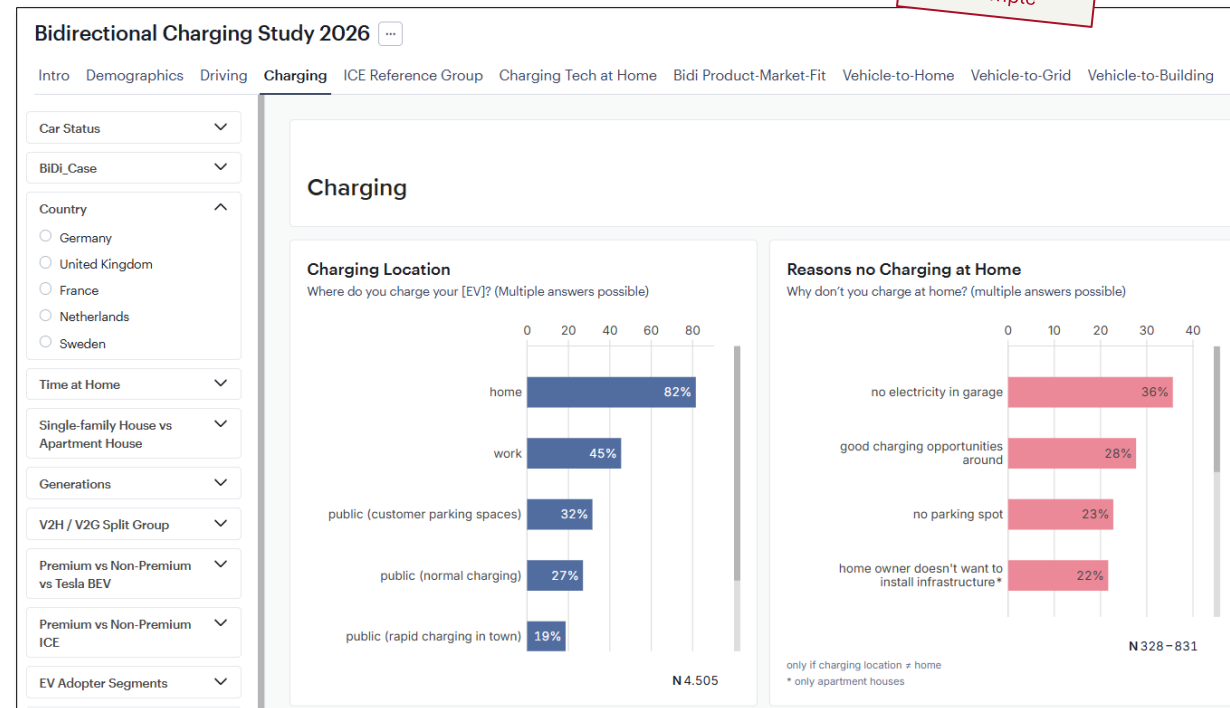 Bidirectional Charging Study 2026 ...
Intro Demographics Driving Charging ICE Reference Group Charging Tech at Home Bidi Product-Market-Fit Vehicle-to-Home Vehicle-to-Grid Vehicle-to-Building
Car Status
BiDi_Case
Country
Germany
United Kingdom
France
Netherlands
Sweden
Time at Home
Single-family House vs
Apartment House
Generations
V2H / V2G Split Group
Premium vs Non-Premium
vs Tesla BEV
Premium vs Non-Premium
ICE
EV Adopter Segments
Charging
Charging Location
Where do you charge your [EV]? (Multiple answers possible)
0 20 40 60 80
home 82%
work 45%
public (customer parking spaces) 32%
public (normal charging) 27%
public (rapid charging in town) 19%
N 4.505
Reasons no Charging at Home
Why don't you charge at home? (multiple answers possible)
0 10 20 30 40
no electricity in garage 36%
good charging opportunities
around 28%
no parking spot 23%
home owner doesn't want to
install infrastructure* 22%
N 328–831
only if charging location ≠ home
* only apartment houses